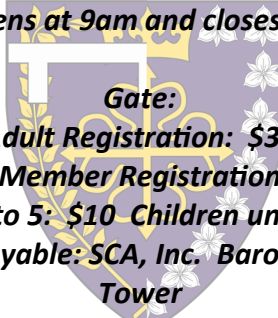 ens at 9am and closes
Gate:
dult Registration: $3
Member Registration
to 5: $10 Children un
yable: SCA, Inc. Baro
Tower